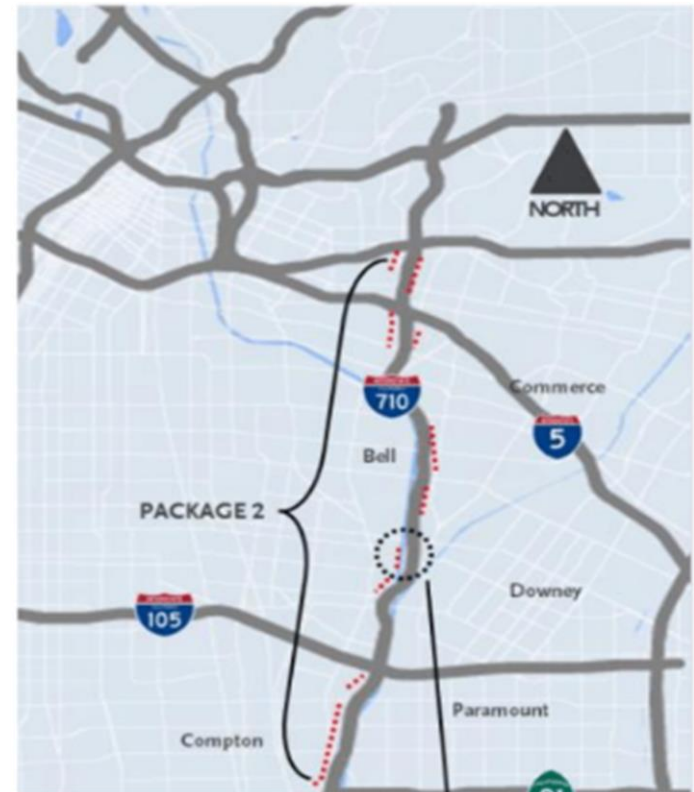 NORTH
710
Commerce
5
Bell
PACKAGE 2
Downey
105
Paramount
Compton